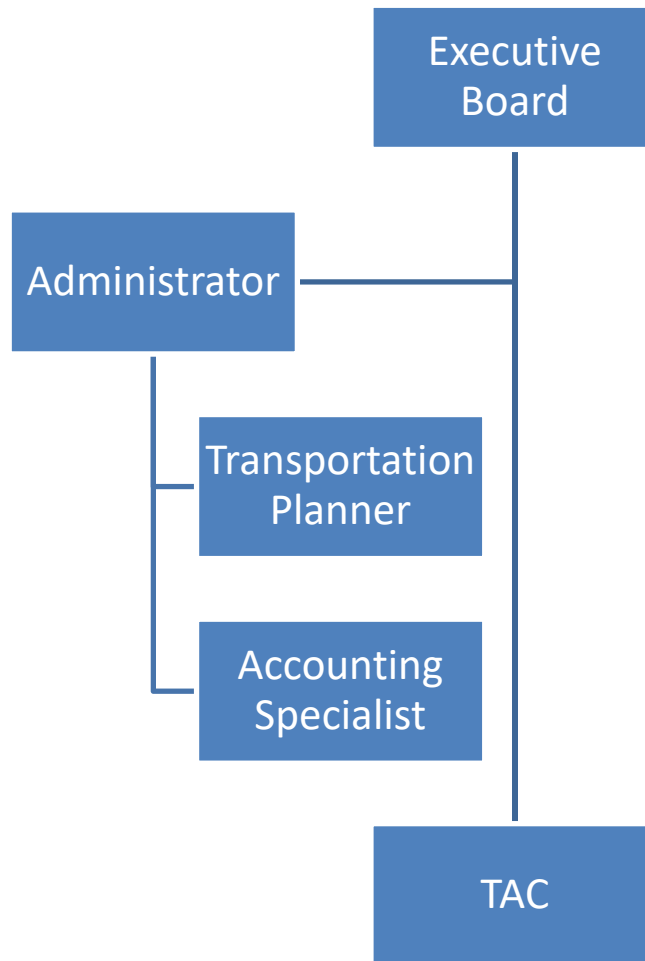 Executive
Board
Administrator
Transportation
Planner
Accounting
Specialist
TAC